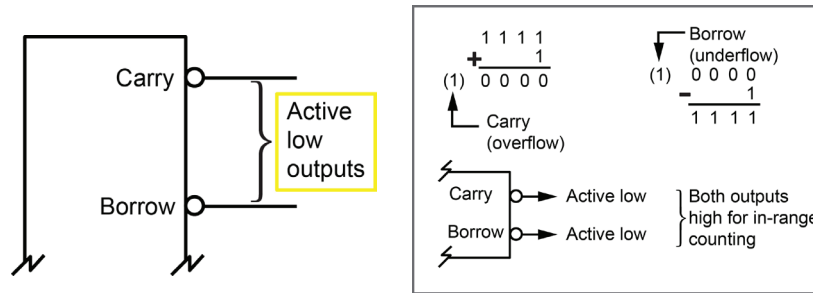 Carry
Active
low
outputs
Borrow
1 1 1 1
+ 1
(1) 0 0 0 0
Carry
(overflow)
Borrow
(underflow)
(1) 0 0 0 0
- 1
1 1 1 1
Carry Active low
Borrow Active low
Both outputs
high for in-range
counting